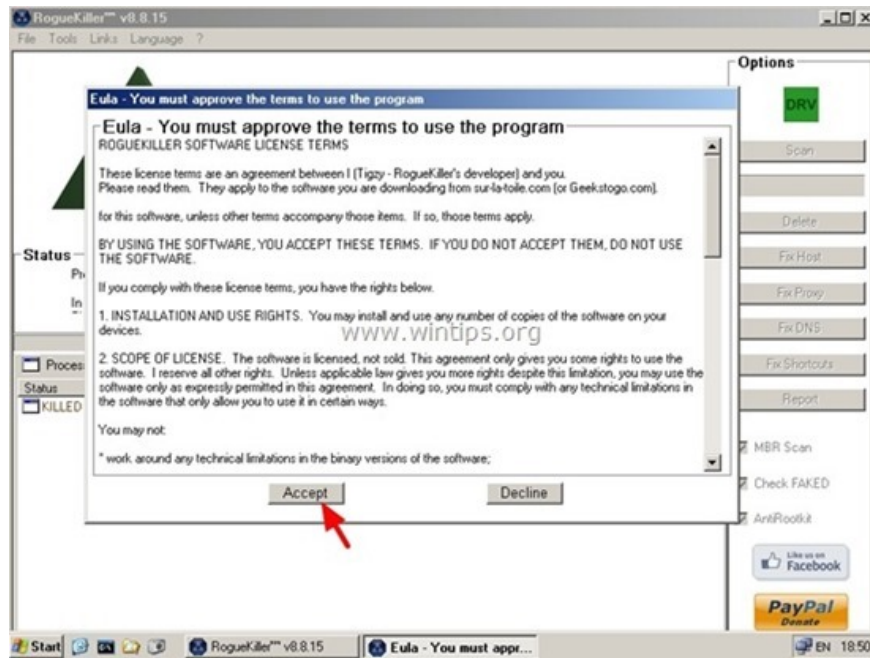 RogueKiller™ v8.8.15
File Tools Links Language ?
Options
DRV
Scan
Delete
Fix Host
Fix Proxy
Fix DNS
Fix Shortcuts
Report
MBR Scan
Check FAKED
AntiRootkit
Like us on
Facebook
PayPal
Donate
Status
Proces
Status
KILLED
Eula - You must approve the terms to use the program
Eula - You must approve the terms to use the program
ROGUEKILLER SOFTWARE LICENSE TERMS
These license terms are an agreement between I (Tigzy - RogueKiller's developer) and you.
Please read them. They apply to the software you are downloading from sur-la-toile.com (or Geekstogo.com).
for this software, unless other terms accompany those items. If so, those terms apply.
BY USING THE SOFTWARE, YOU ACCEPT THESE TERMS. IF YOU DO NOT ACCEPT THEM, DO NOT USE
THE SOFTWARE.
If you comply with these license terms, you have the rights below.
1. INSTALLATION AND USE RIGHTS. You may install and use any number of copies of the software on your
devices.
www.wintips.org
2. SCOPE OF LICENSE. The software is licensed, not sold. This agreement only gives you some rights to use the
software. I reserve all other rights. Unless applicable law gives you more rights despite this limitation, you may use the
software only as expressly permitted in this agreement. In doing so, you must comply with any technical limitations in
the software that only allow you to use it in certain ways.
You may not:
* work around any technical limitations in the binary versions of the software;
Accept
Decline
Start
RogueKiller™ v8.8.15
Eula - You must appr...
EN 18:50